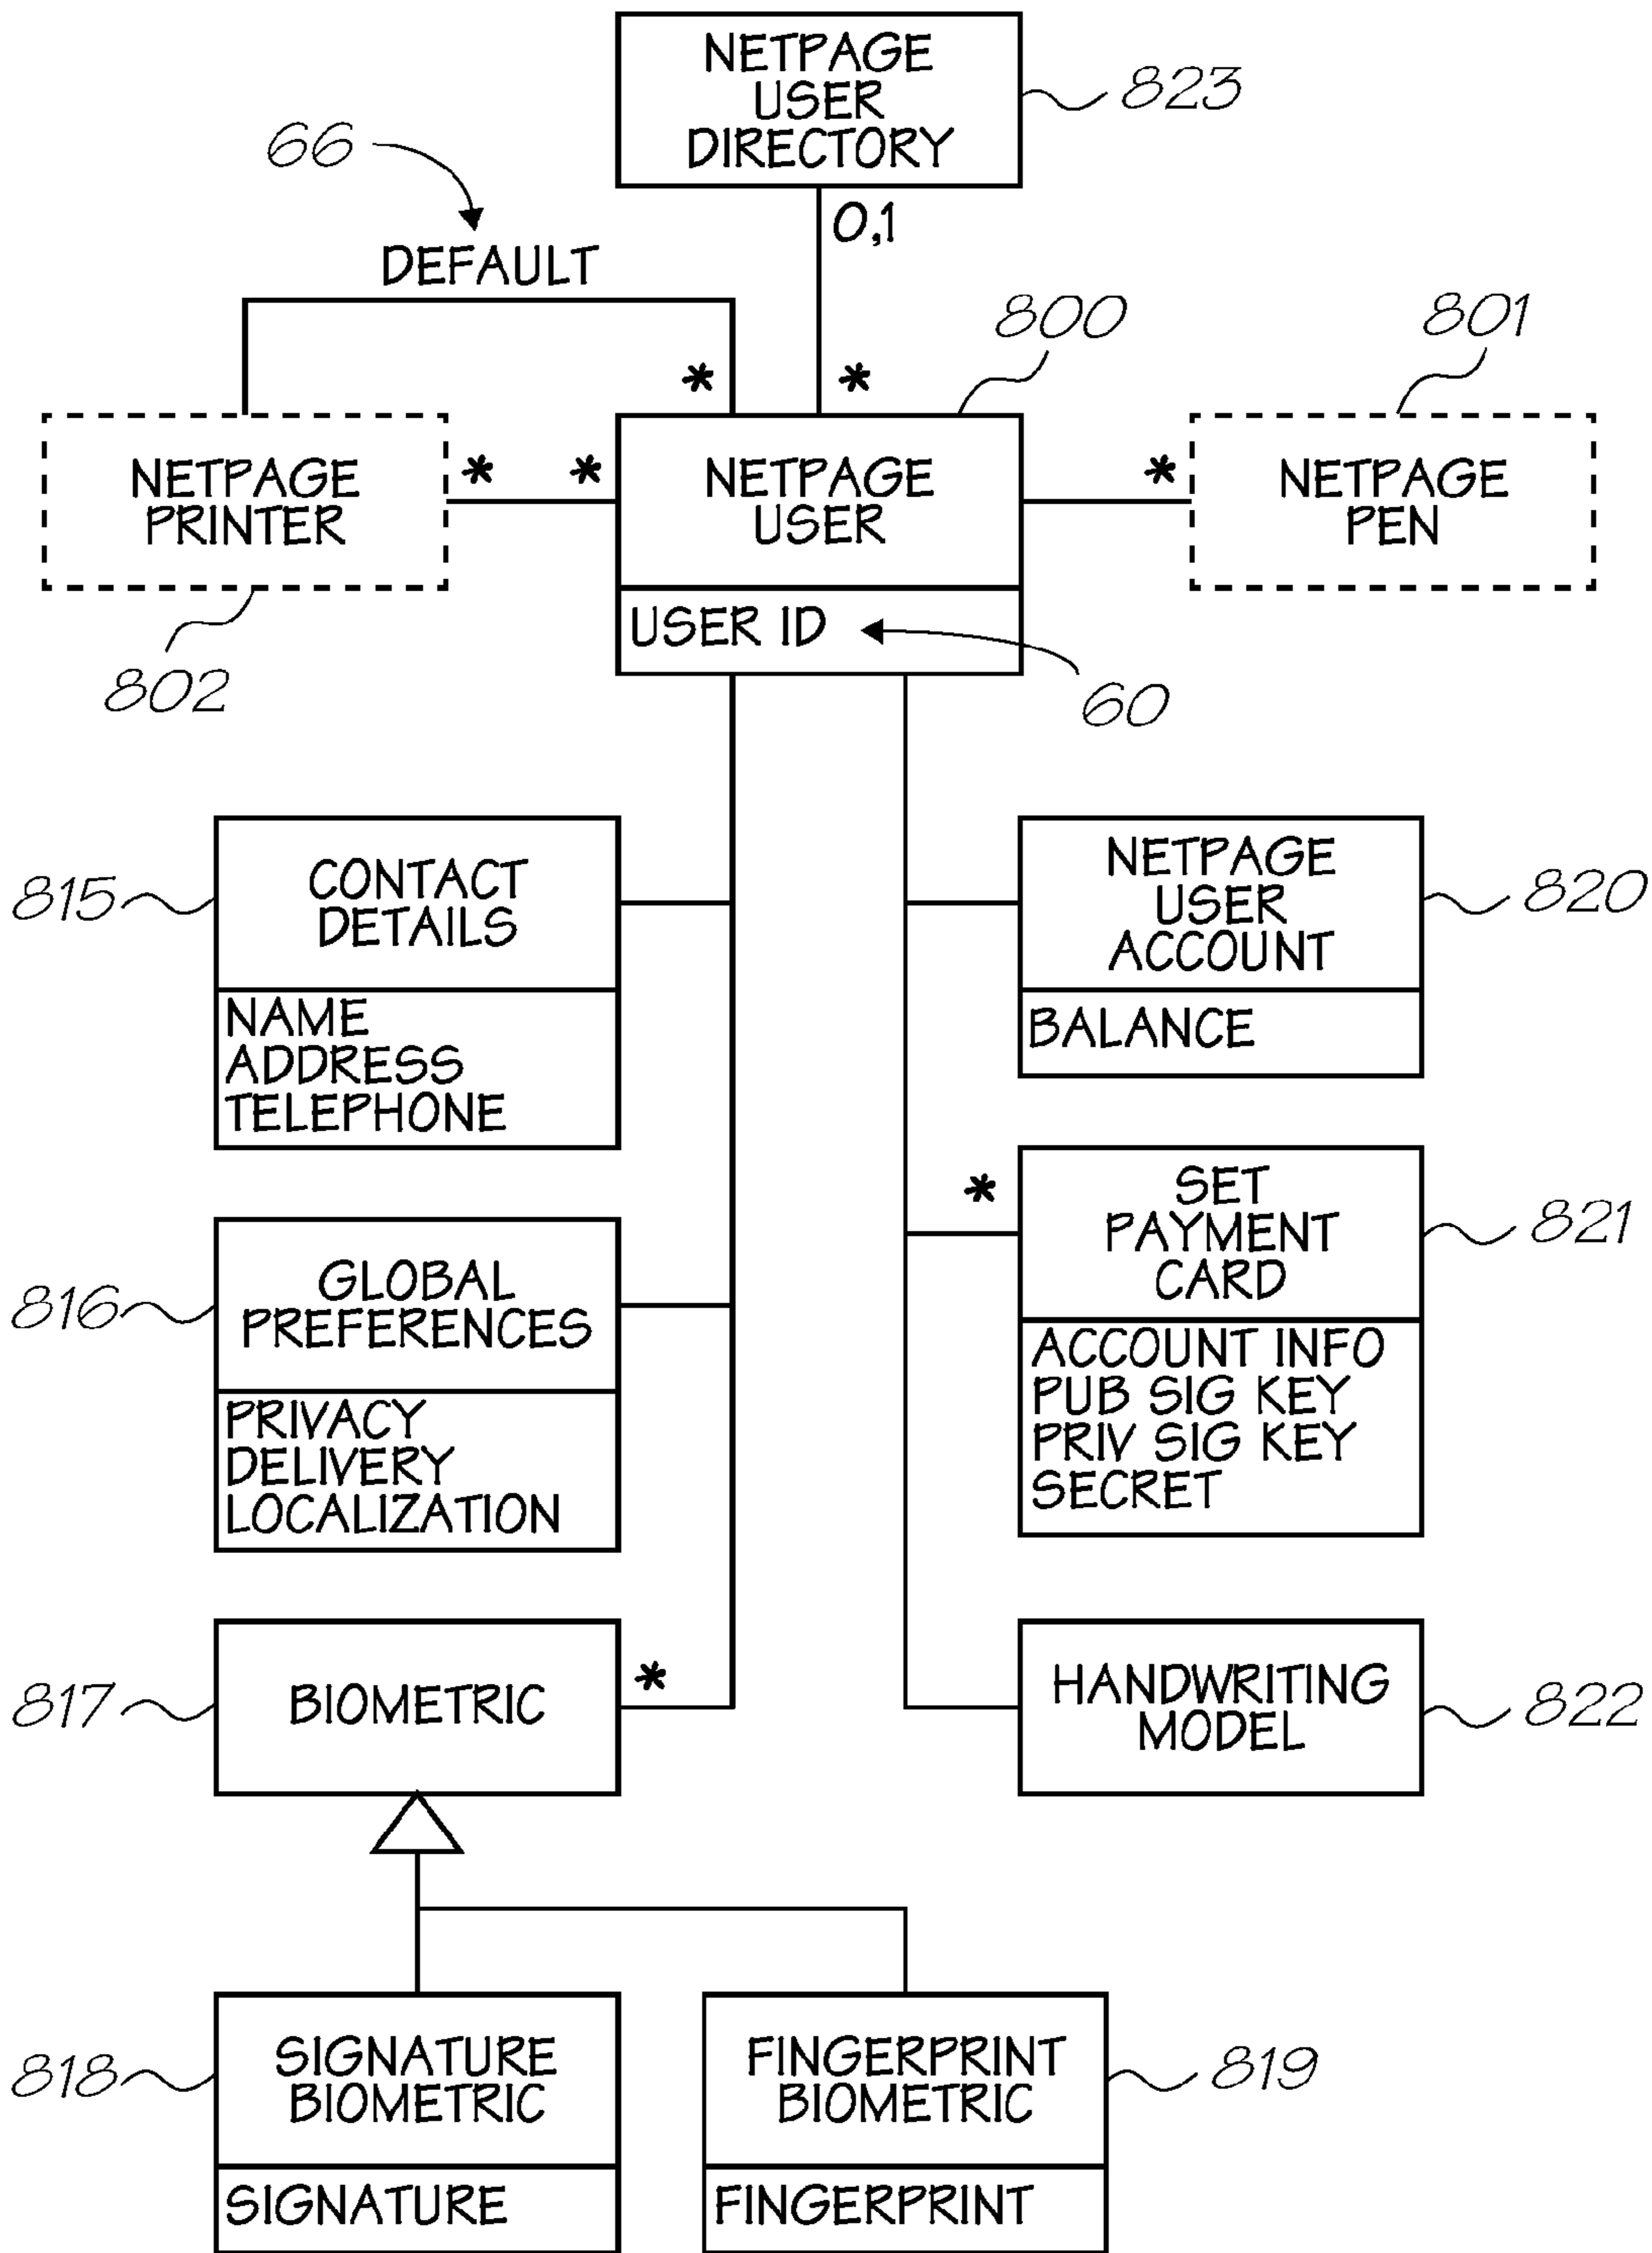 NETPAGE
USER
DIRECTORY
823
66
0,1
DEFAULT
800
801
*
*
NETPAGE
PRINTER
*
*
NETPAGE
USER
*
NETPAGE
PEN
USER ID
802
60
815
CONTACT
DETAILS
NAME
ADDRESS
TELEPHONE
NETPAGE
USER
ACCOUNT
820
BALANCE
*
SET
PAYMENT
CARD
821
ACCOUNT INFO
PUB SIG KEY
PRIV SIG KEY
SECRET
816
GLOBAL
PREFERENCES
PRIVACY
DELIVERY
LOCALIZATION
817
BIOMETRIC
*
HANDWRITING
MODEL
822
818
SIGNATURE
BIOMETRIC
SIGNATURE
FINGERPRINT
BIOMETRIC
819
FINGERPRINT